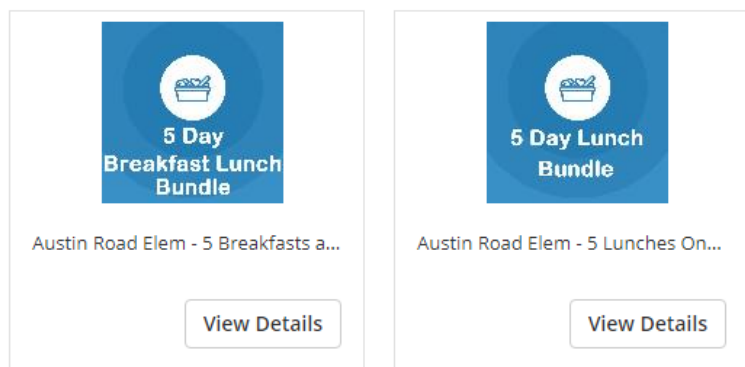 5 Day
Breakfast Lunch
Bundle
Austin Road Elem - 5 Breakfasts a...
View Details
5 Day Lunch
Bundle
Austin Road Elem - 5 Lunches On...
View Details